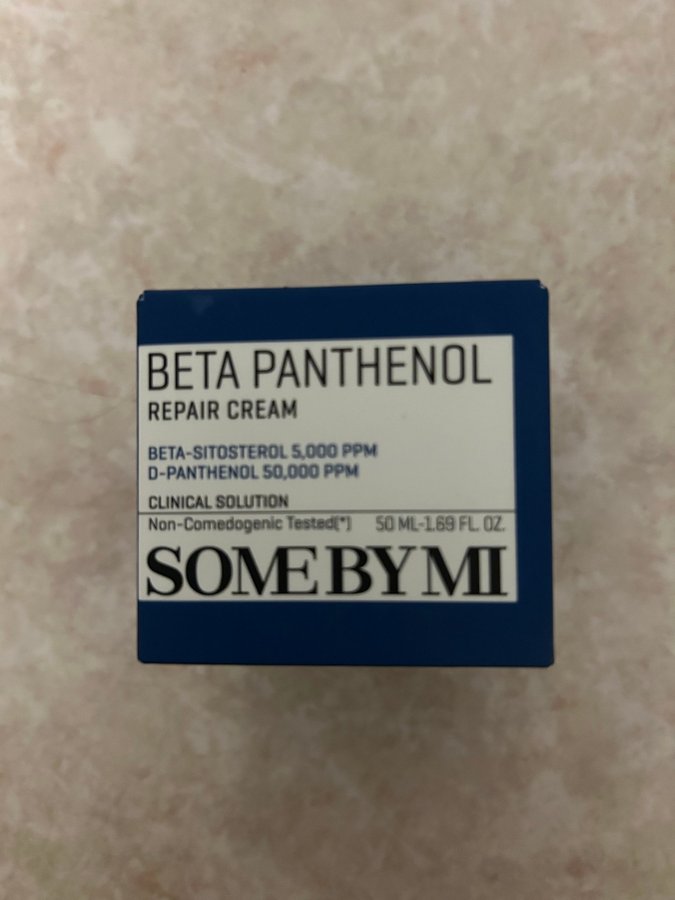 BETA PANTHENOL
REPAIR CREAM
BETA-SITOSTEROL 5,000 PPM
D-PANTHENOL 50,000 PPM
CLINICAL SOLUTION
Non-Comedogenic Tested(*) 50 ML-1.69 FL. OZ.
SOME BY MI